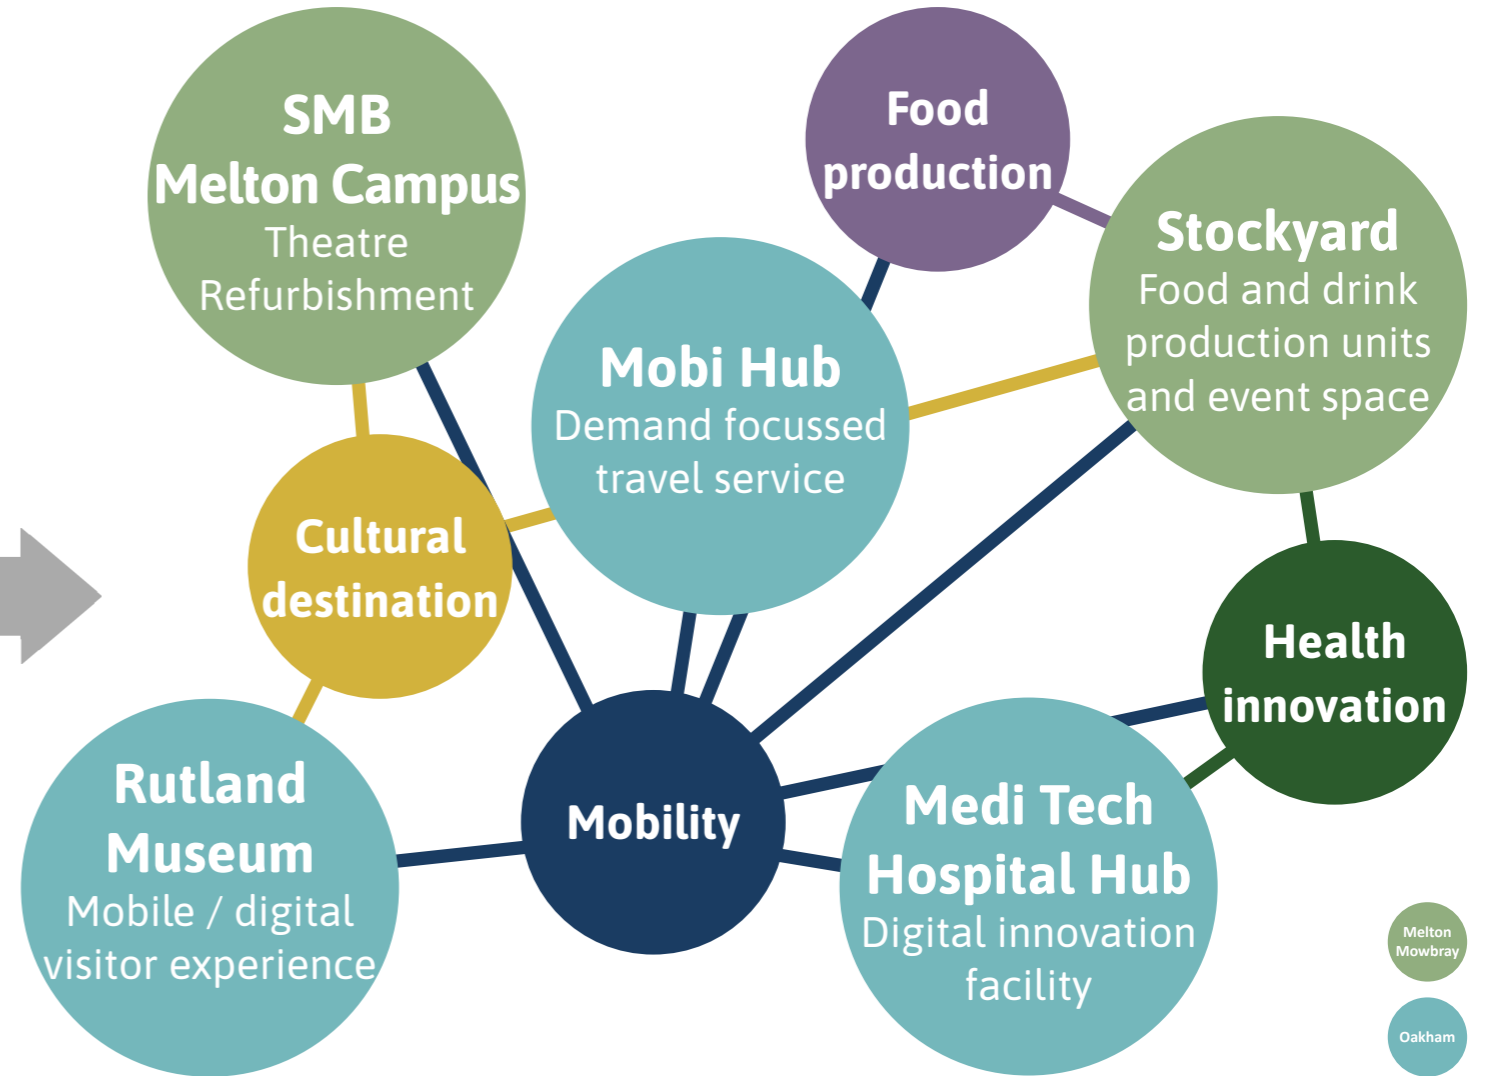 SMB
Melton Campus
Theatre
Refurbishment
Food
production
Stockyard
Food and drink
production units
and event space
Mobi Hub
Demand focussed
travel service
Cultural
destination
Health
innovation
Rutland
Museum
Mobile / digital
visitor experience
Mobility
Medi Tech
Hospital Hub
Digital innovation
facility
Melton
Mowbray
Oakham